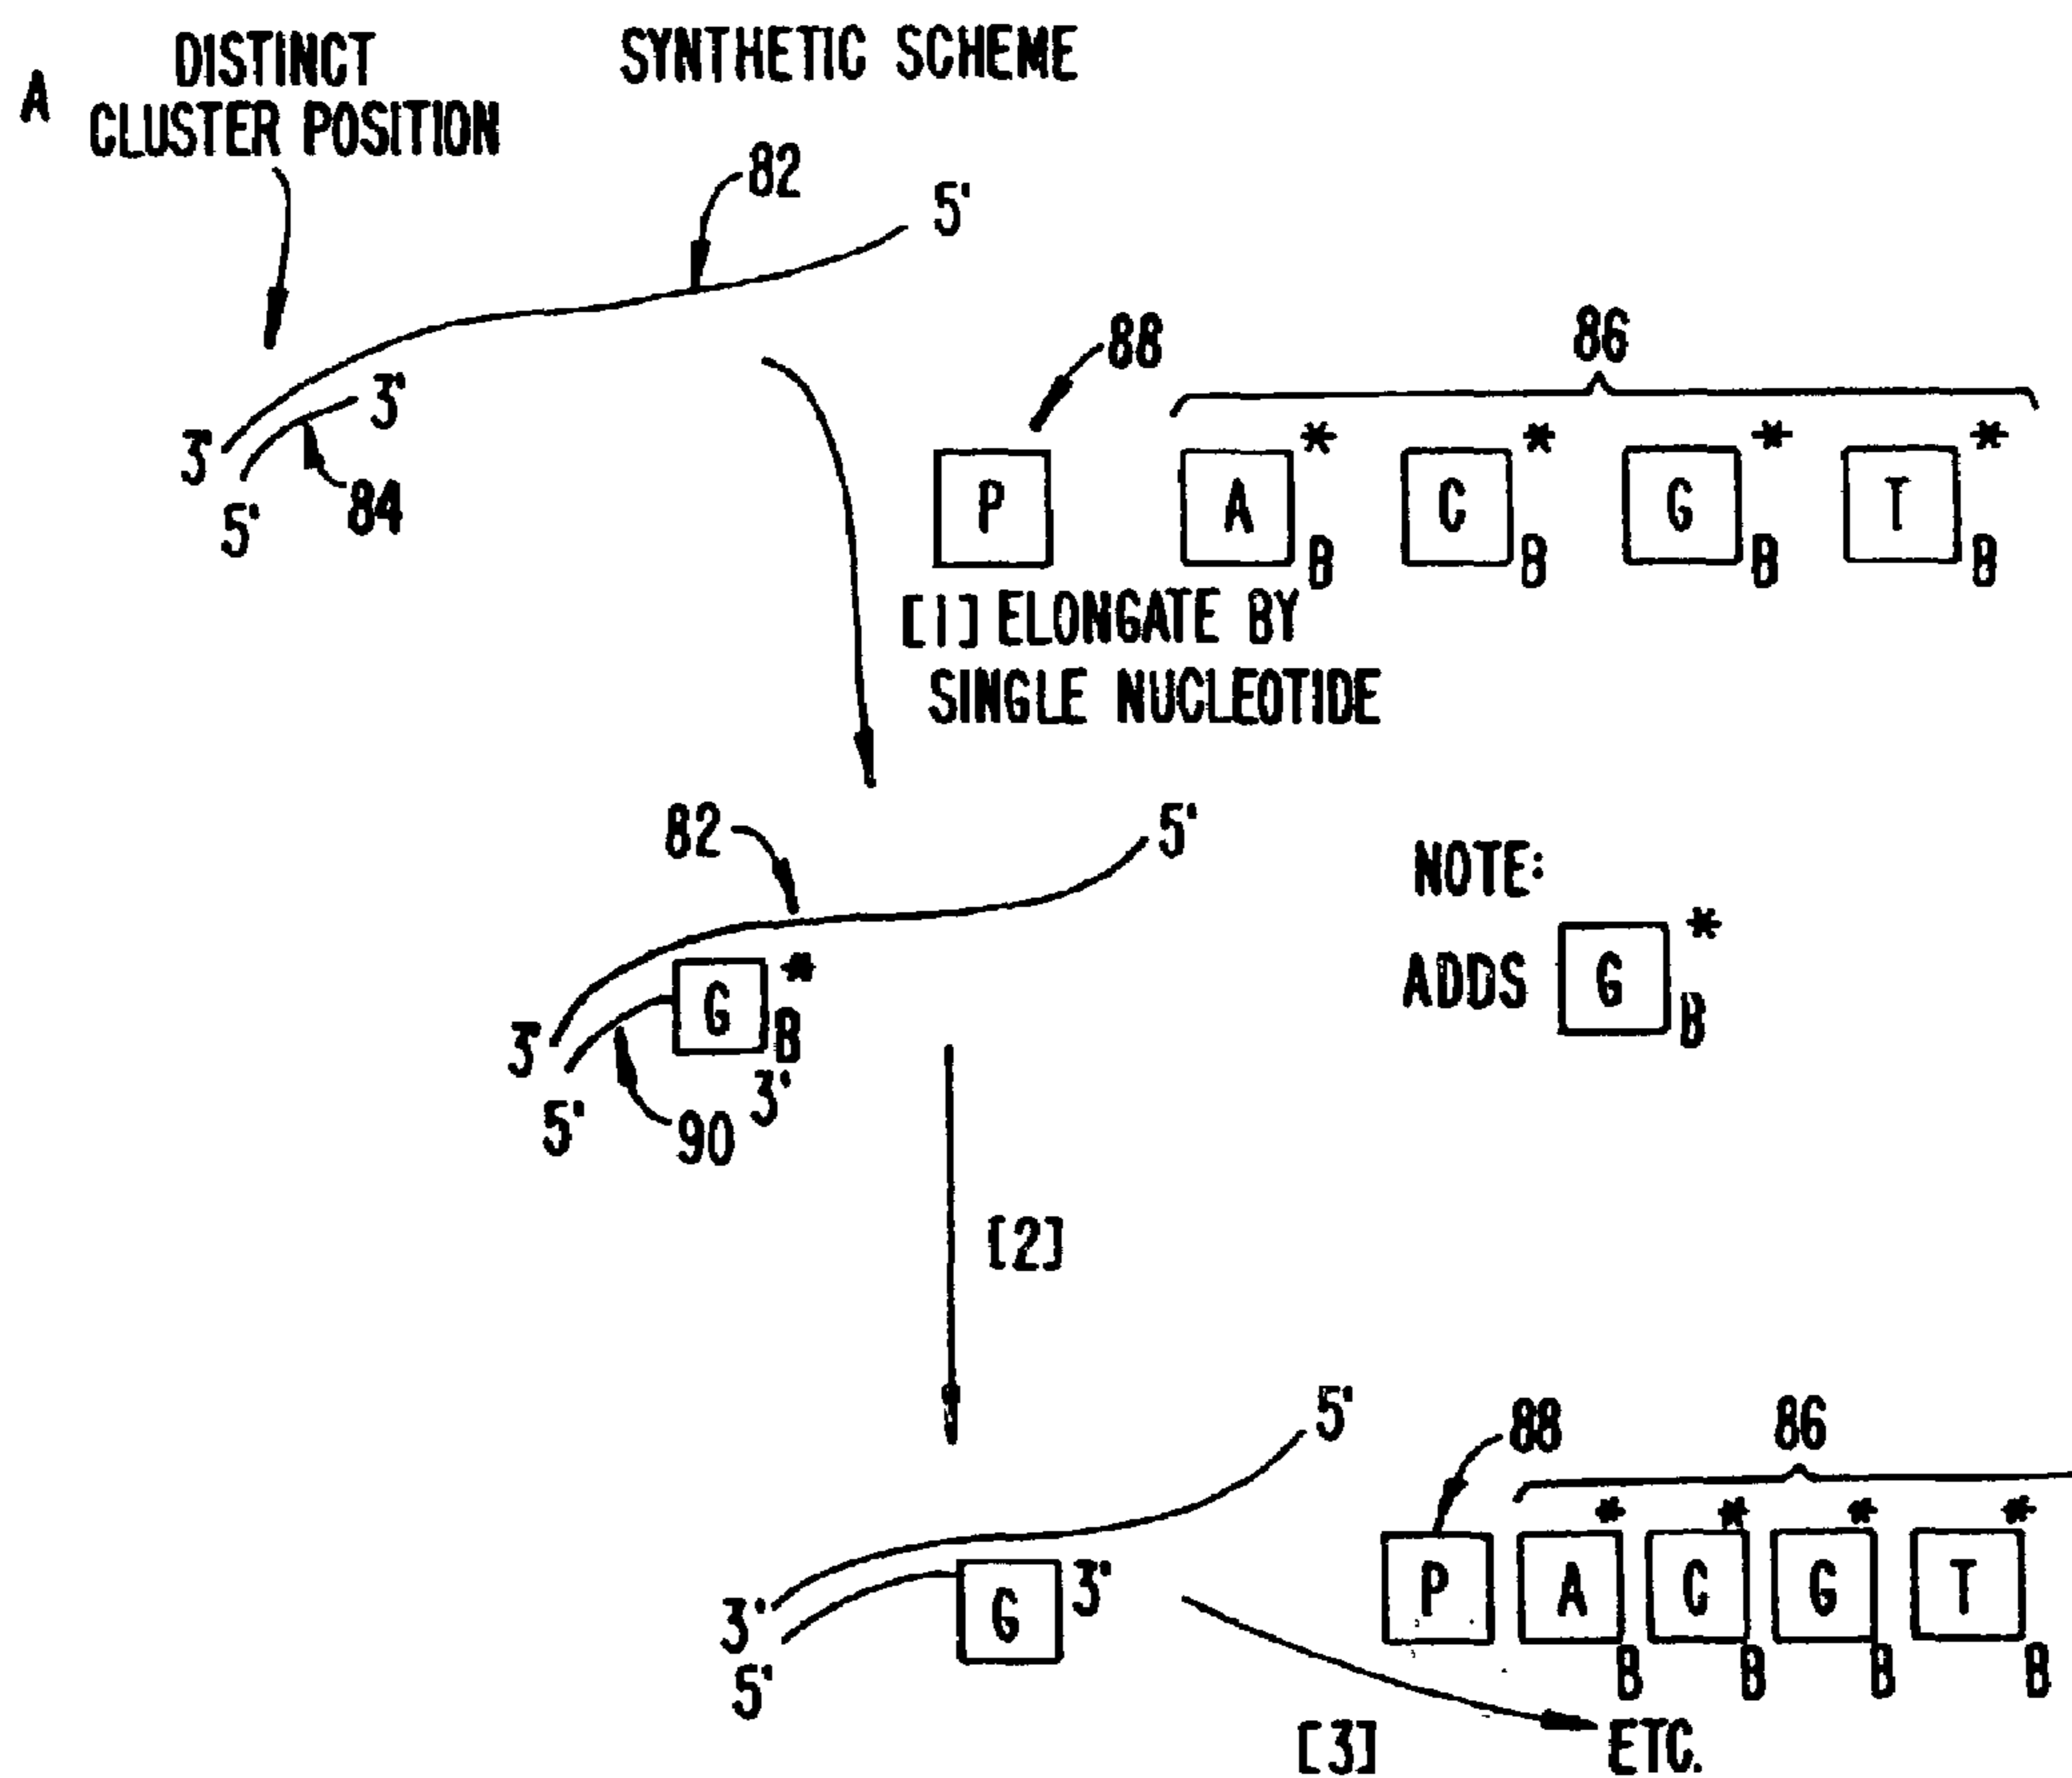 A
DISTINCT
CLUSTER POSITION
SYNTHETIC SCHEME
82
5'
3'
3'
5'
84
88
86
P
A * B
C * B
G * B
T * B
[1] ELONGATE BY
SINGLE NUCLEOTIDE
82
5'
G * B
3'
3'
5'
90
NOTE:
ADDS G * B
[2]
5'
3'
5'
G 3'
88
86
P
A * B
C * B
G * B
T * B
[3]
ETC.